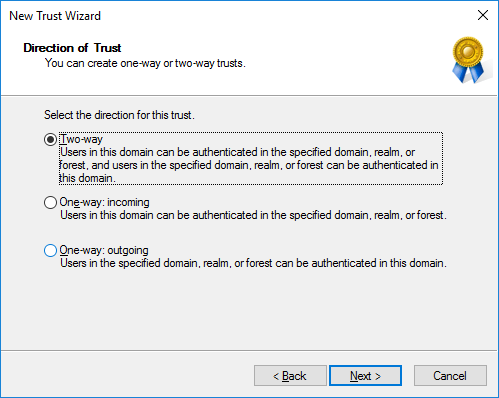 New Trust Wizard
Direction of Trust
You can create one-way or two-way trusts.
Select the direction for this trust.
Two-way
Users in this domain can be authenticated in the specified domain, realm, or
forest, and users in the specified domain, realm, or forest can be authenticated in
this domain.
One-way: incoming
Users in this domain can be authenticated in the specified domain, realm, or forest.
One-way: outgoing
Users in the specified domain, realm, or forest can be authenticated in this domain.
< Back Next > Cancel